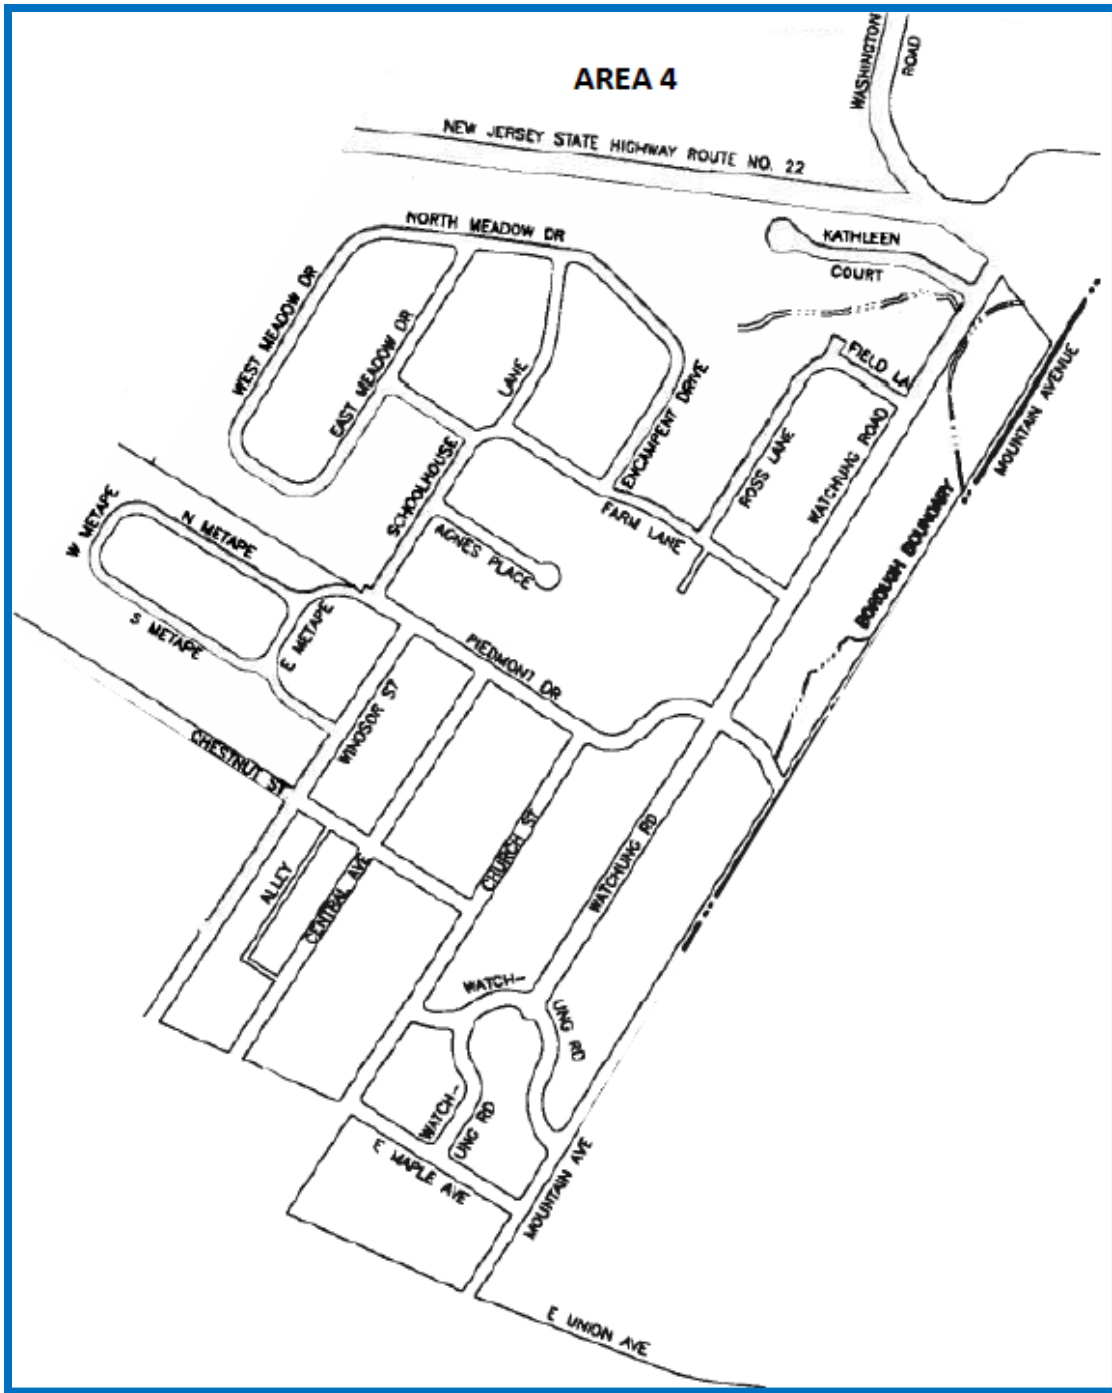 AREA 4
WASHINGTON
ROAD
NEW JERSEY STATE HIGHWAY ROUTE NO. 22
NORTH MEADOW DR
KATHLEEN
COURT
WEST MEADOW DR
EAST MEADOW DR
LANE
SCHOOLHOUSE
ENCAMPENT DRIVE
FIELD LA
ROSS LANE
WATCHUNG ROAD
MOUNTAIN AVENUE
BOROUGH BOUNDARY
FARM LANE
AGNES PLACE
W METAPE
N METAPE
S METAPE
E METAPE
PIEDMONT DR
WINDSOR ST
CHESTNUT ST
CHURCH ST
WATCHUNG RD
ALLEY
CENTRAL AVE
WATCH-
UNG RD
WATCH-
UNG RD
E MAPLE AVE
MOUNTAIN AVE
E UNION AVE